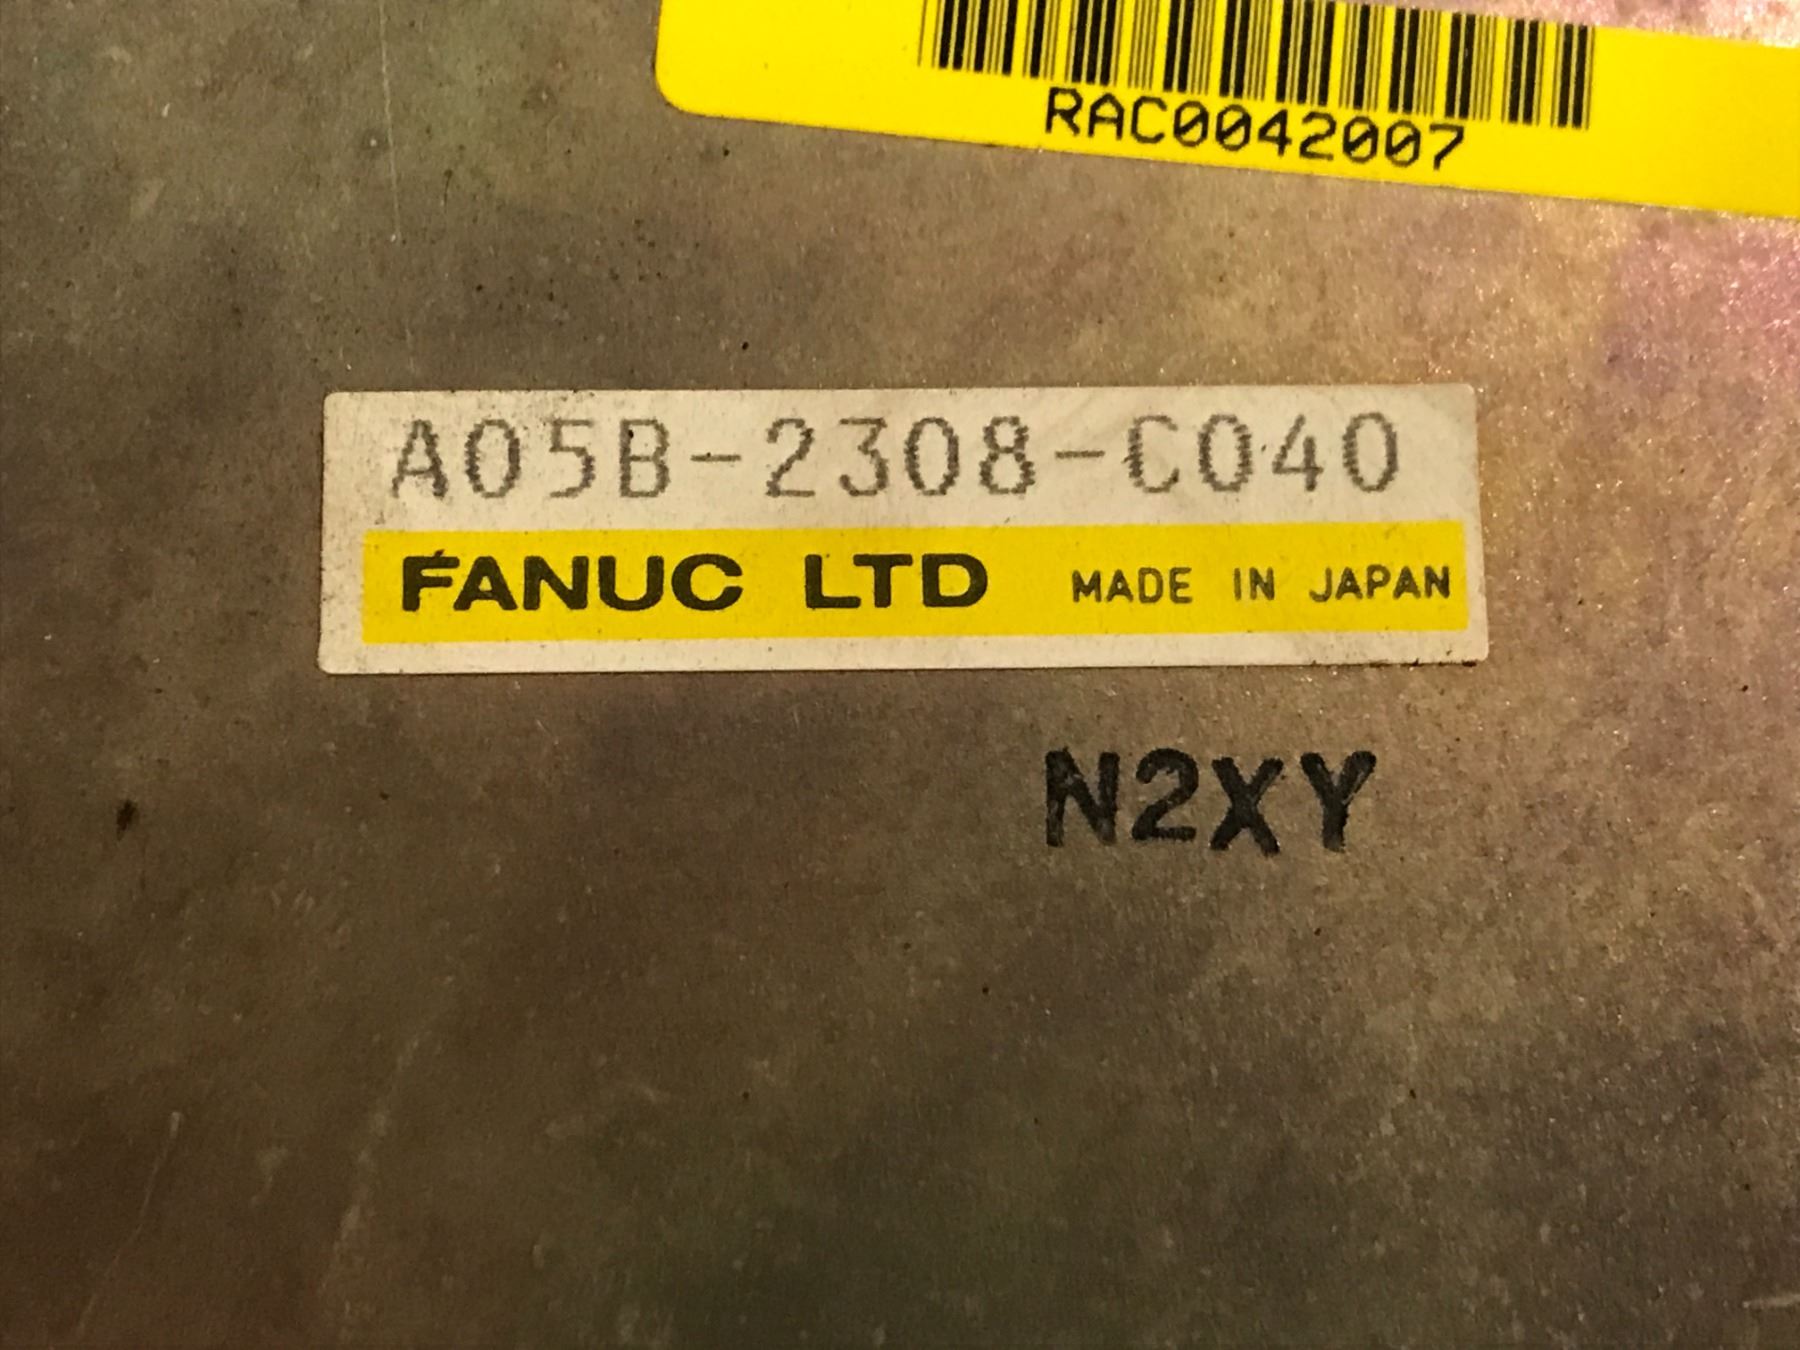 RAC0042007
A05B-2308-C040
FANUC LTD MADE IN JAPAN
N2XY